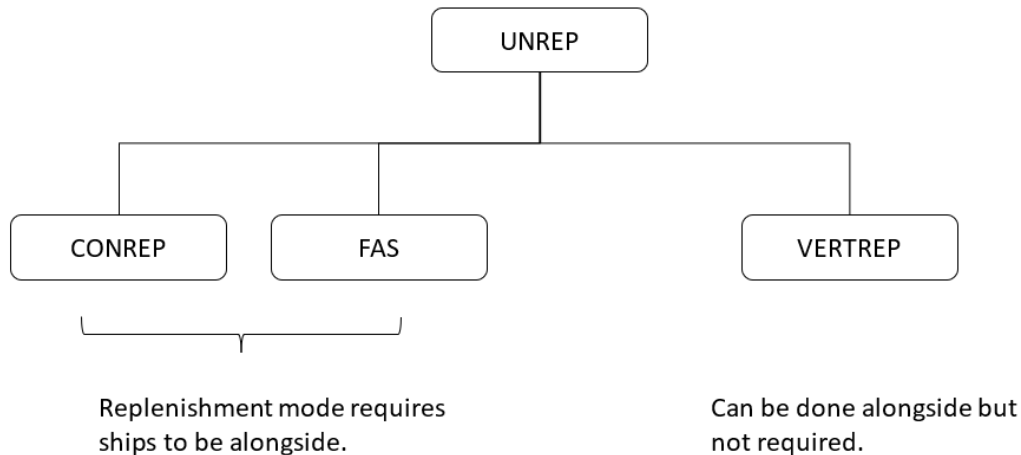 UNREP
CONREP
FAS
VERTREP
Replenishment mode requires
ships to be alongside.
Can be done alongside but
not required.